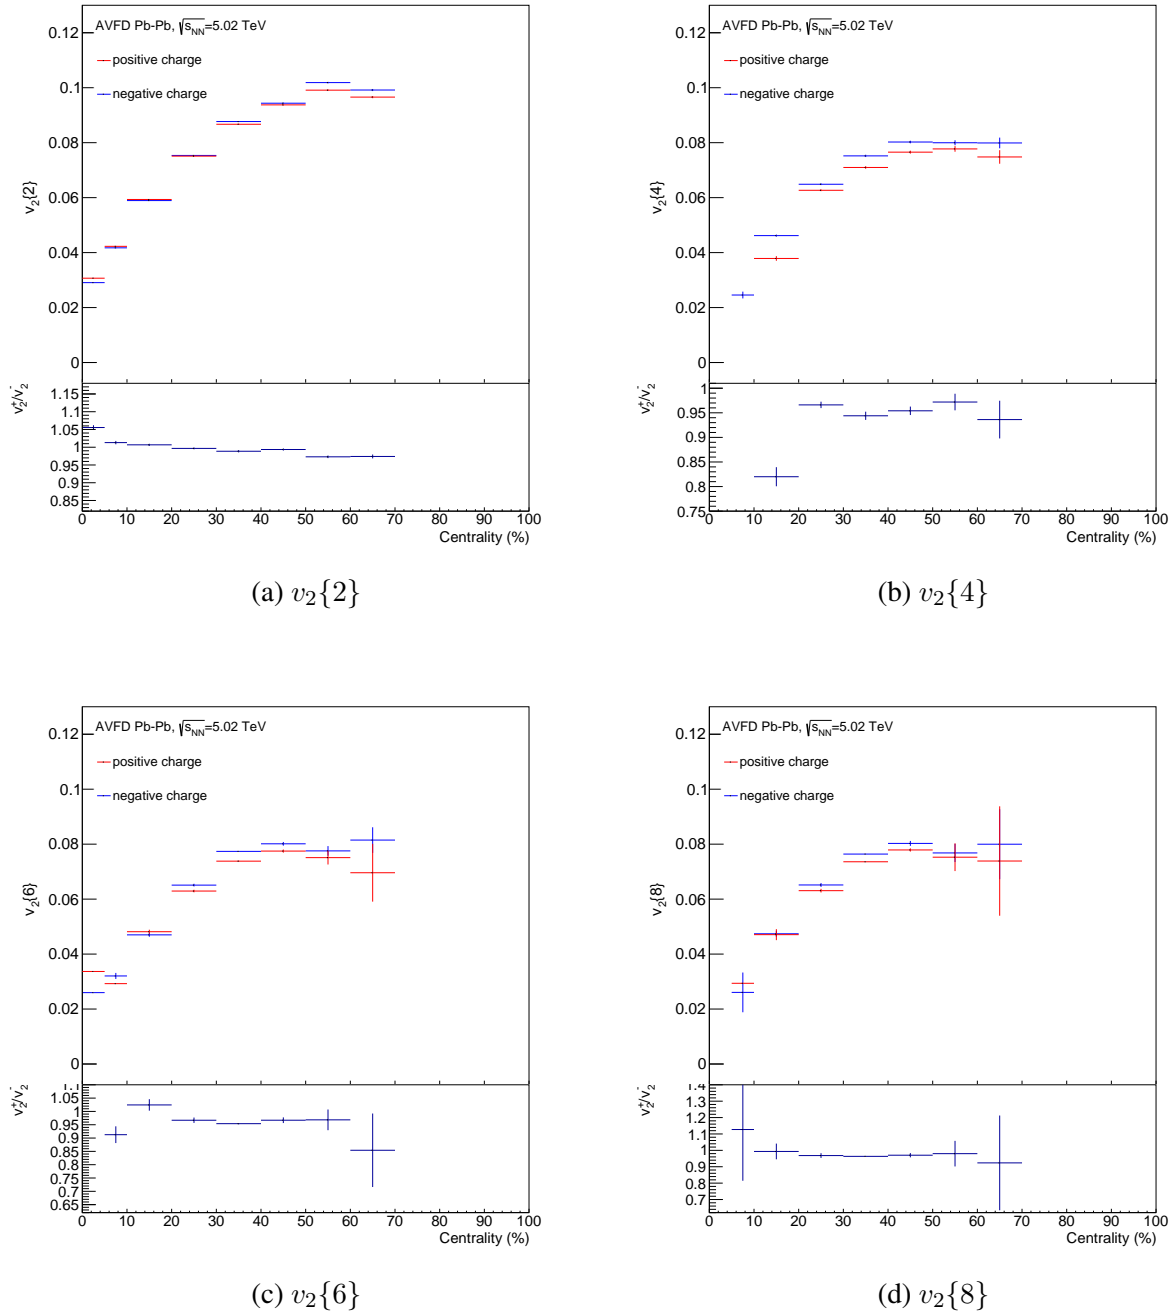 AVFD Pb-Pb, √s_NN=5.02 TeV
positive charge
negative charge
v₂{2}
0.12
0.1
0.08
0.06
0.04
0.02
0
v₂⁺/v₂⁻
1.15
1.1
1.05
1
0.95
0.9
0.85
0 10 20 30 40 50 60 70 80 90 100
Centrality (%)
(a) v₂{2}
AVFD Pb-Pb, √s_NN=5.02 TeV
positive charge
negative charge
v₂{4}
0.12
0.1
0.08
0.06
0.04
0.02
0
v₂⁺/v₂⁻
1
0.95
0.9
0.85
0.8
0.75
0 10 20 30 40 50 60 70 80 90 100
Centrality (%)
(b) v₂{4}
AVFD Pb-Pb, √s_NN=5.02 TeV
positive charge
negative charge
v₂{6}
0.12
0.1
0.08
0.06
0.04
0.02
0
v₂⁺/v₂⁻
1.1
1.05
1
0.95
0.9
0.85
0.8
0.75
0.7
0.65
0 10 20 30 40 50 60 70 80 90 100
Centrality (%)
(c) v₂{6}
AVFD Pb-Pb, √s_NN=5.02 TeV
positive charge
negative charge
v₂{8}
0.12
0.1
0.08
0.06
0.04
0.02
0
v₂⁺/v₂⁻
1.4
1.3
1.2
1.1
1
0.9
0.8
0.7
0 10 20 30 40 50 60 70 80 90 100
Centrality (%)
(d) v₂{8}